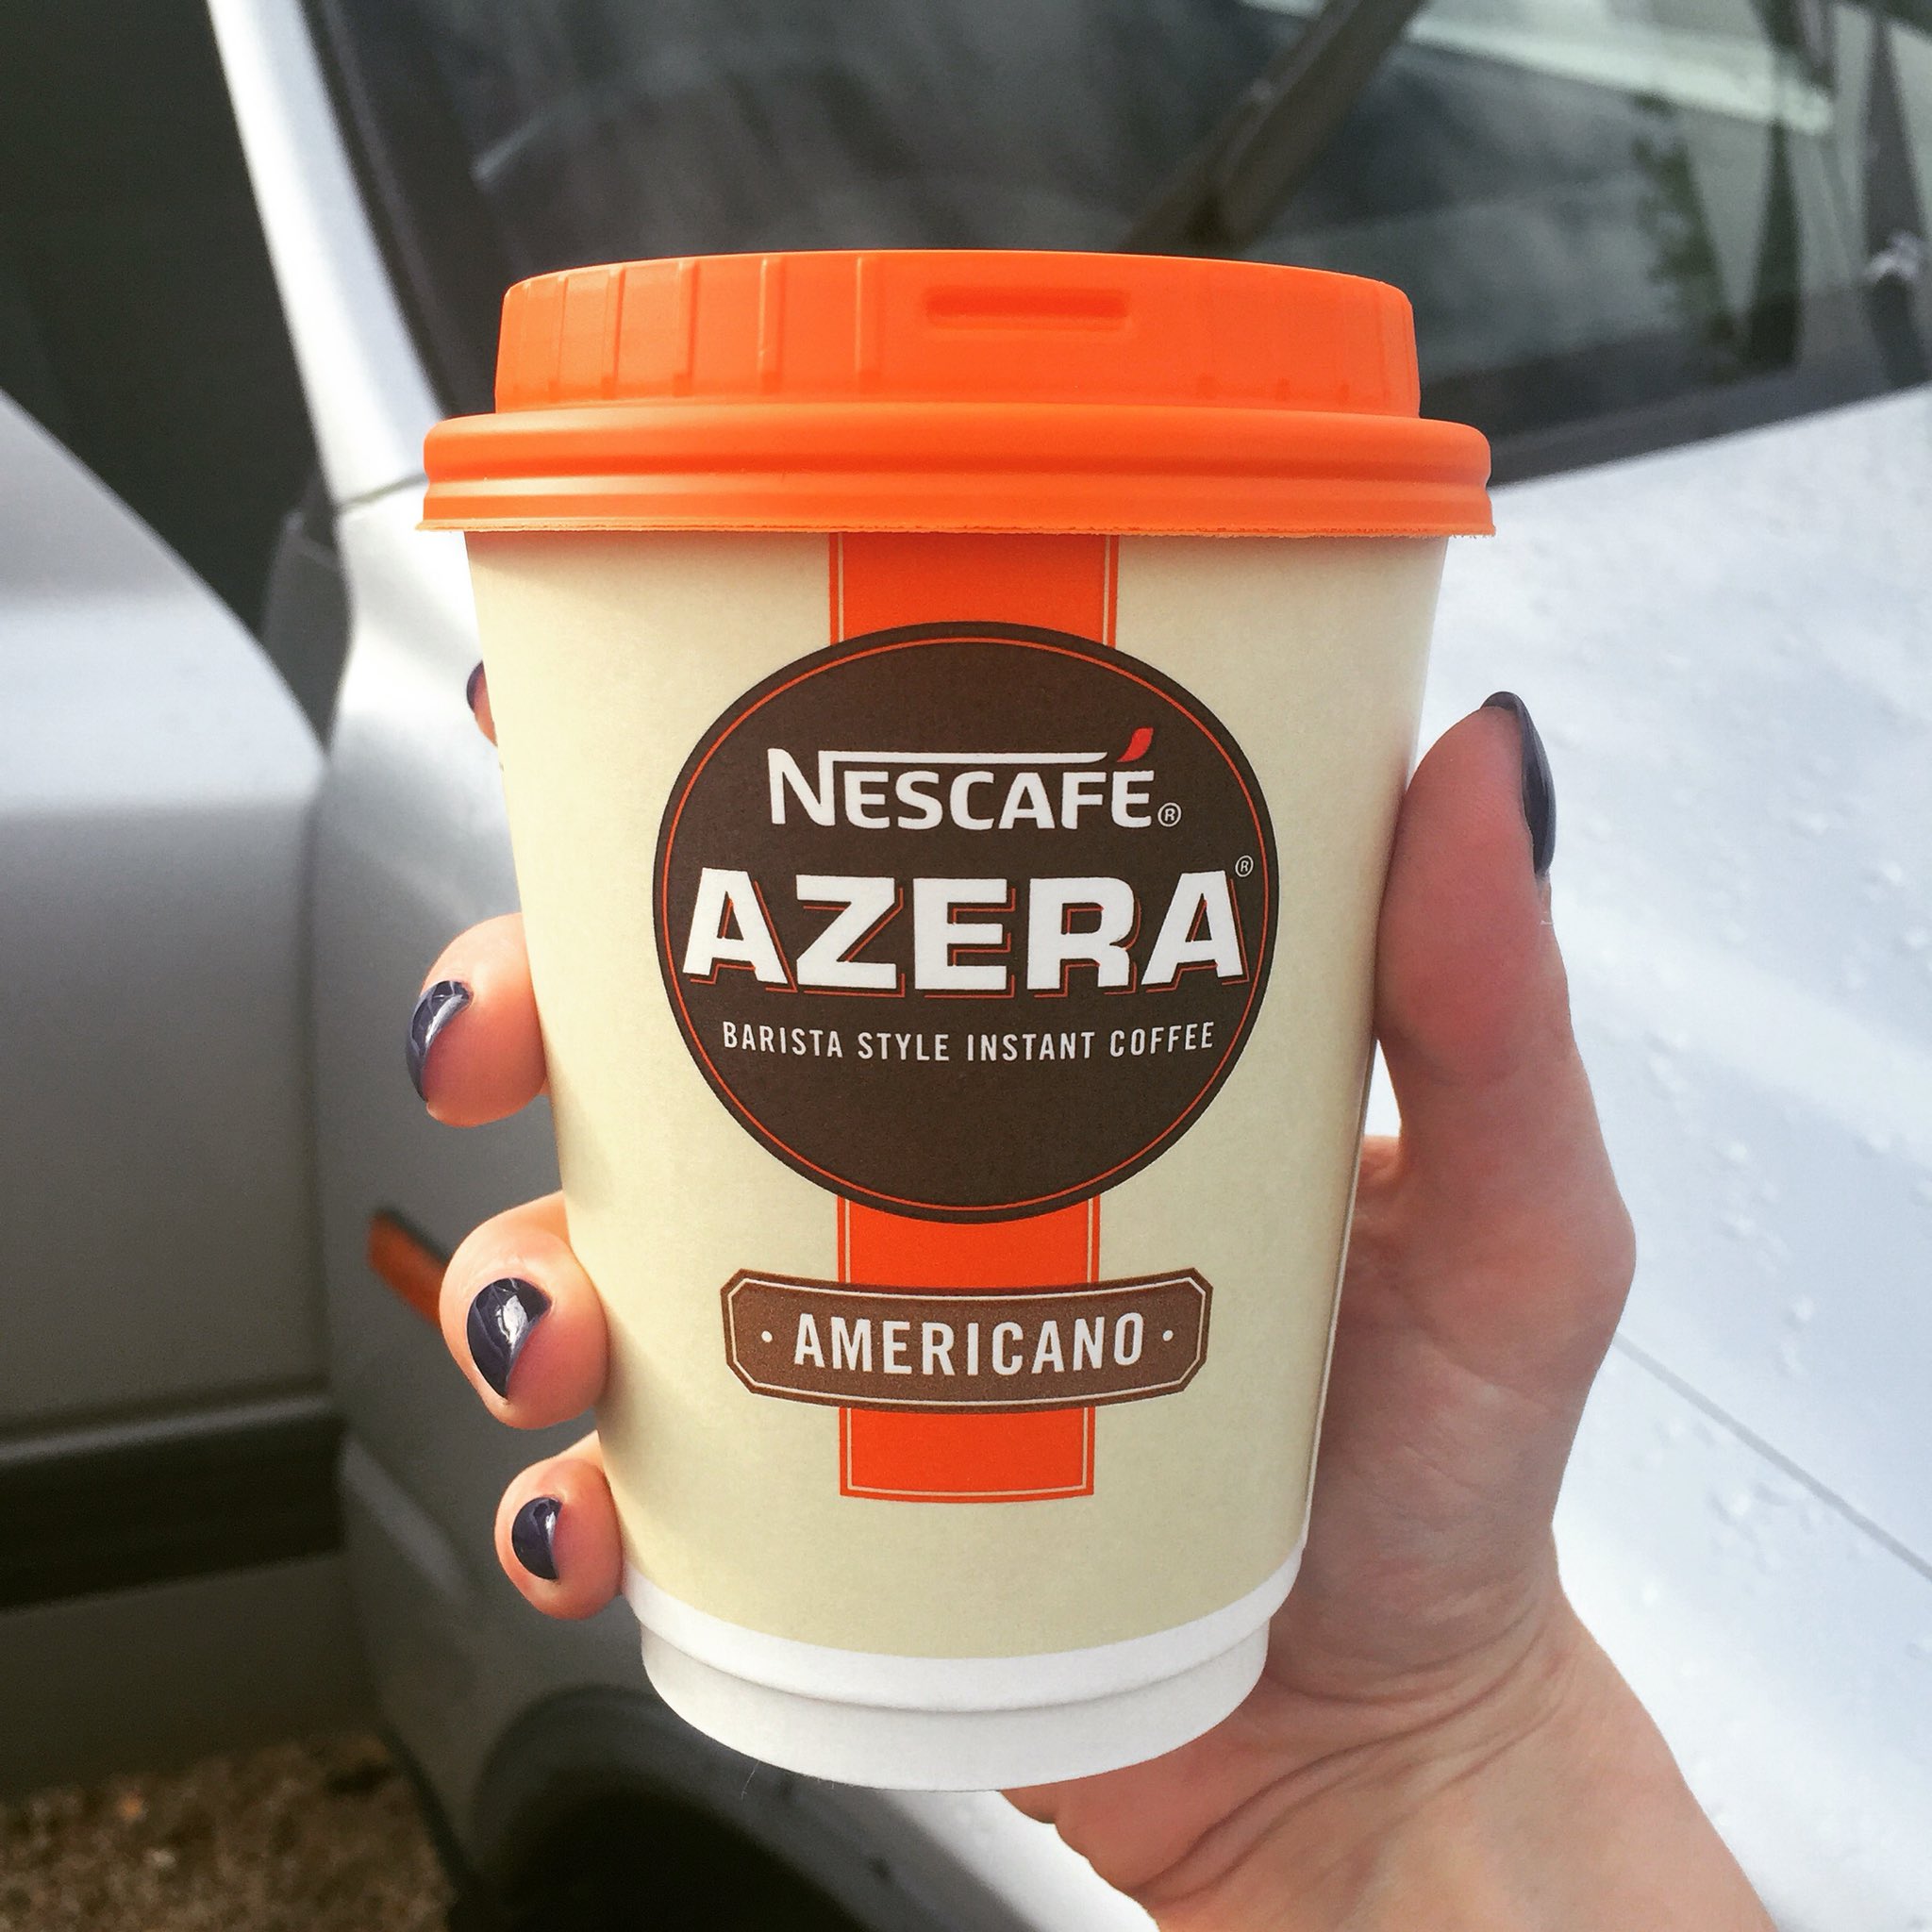 NESCAFÉ®
AZERA®
BARISTA STYLE INSTANT COFFEE
· AMERICANO ·